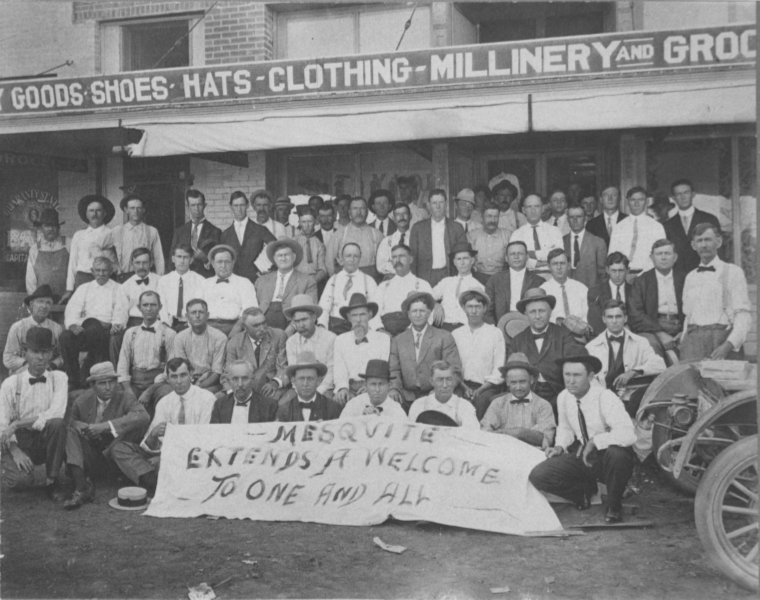 Y GOODS - SHOES - HATS - CLOTHING - MILLINERY AND GROC
- MESQUITE -
EXTENDS A WELCOME
- TO ONE AND ALL